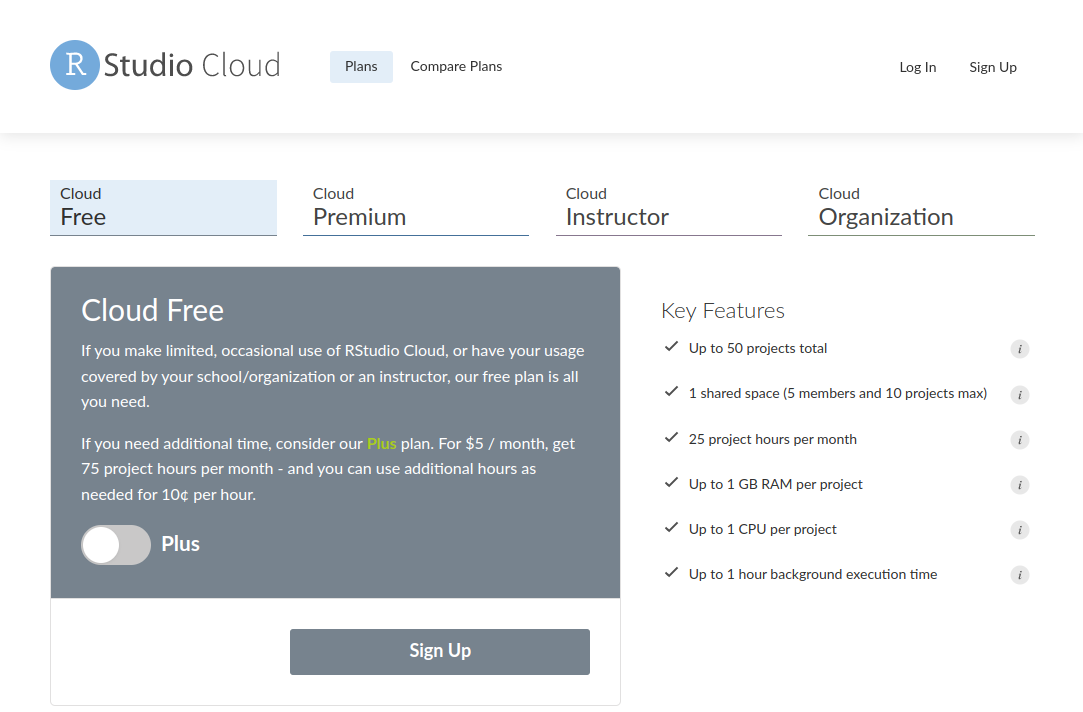 R Studio Cloud
Plans
Compare Plans
Log In
Sign Up
Cloud
Free
Cloud
Premium
Cloud
Instructor
Cloud
Organization
Cloud Free
If you make limited, occasional use of RStudio Cloud, or have your usage
covered by your school/organization or an instructor, our free plan is all
you need.
If you need additional time, consider our Plus plan. For $5 / month, get
75 project hours per month - and you can use additional hours as
needed for 10¢ per hour.
Plus
Sign Up
Key Features
Up to 50 projects total i
1 shared space (5 members and 10 projects max) i
25 project hours per month i
Up to 1 GB RAM per project i
Up to 1 CPU per project i
Up to 1 hour background execution time i